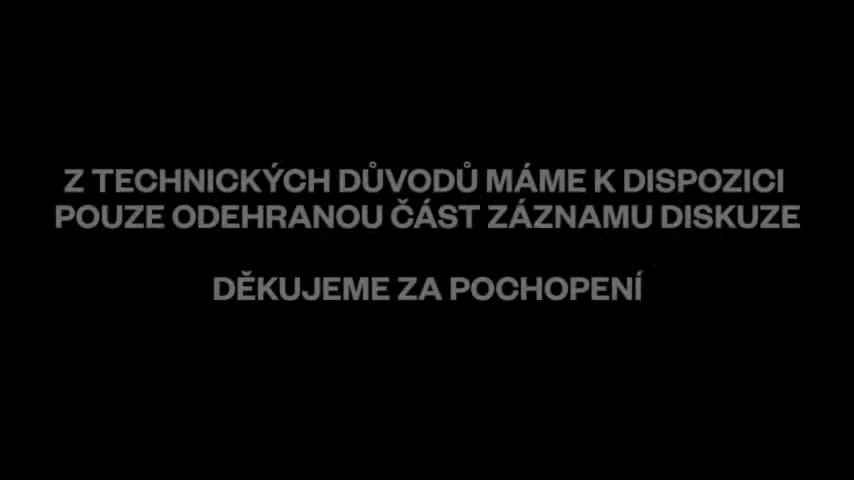 Z TECHNICKÝCH DŮVODŮ MÁME K DISPOZICI
POUZE ODEHRANOU ČÁST ZÁZNAMU DISKUZE
DĚKUJEME ZA POCHOPENÍ